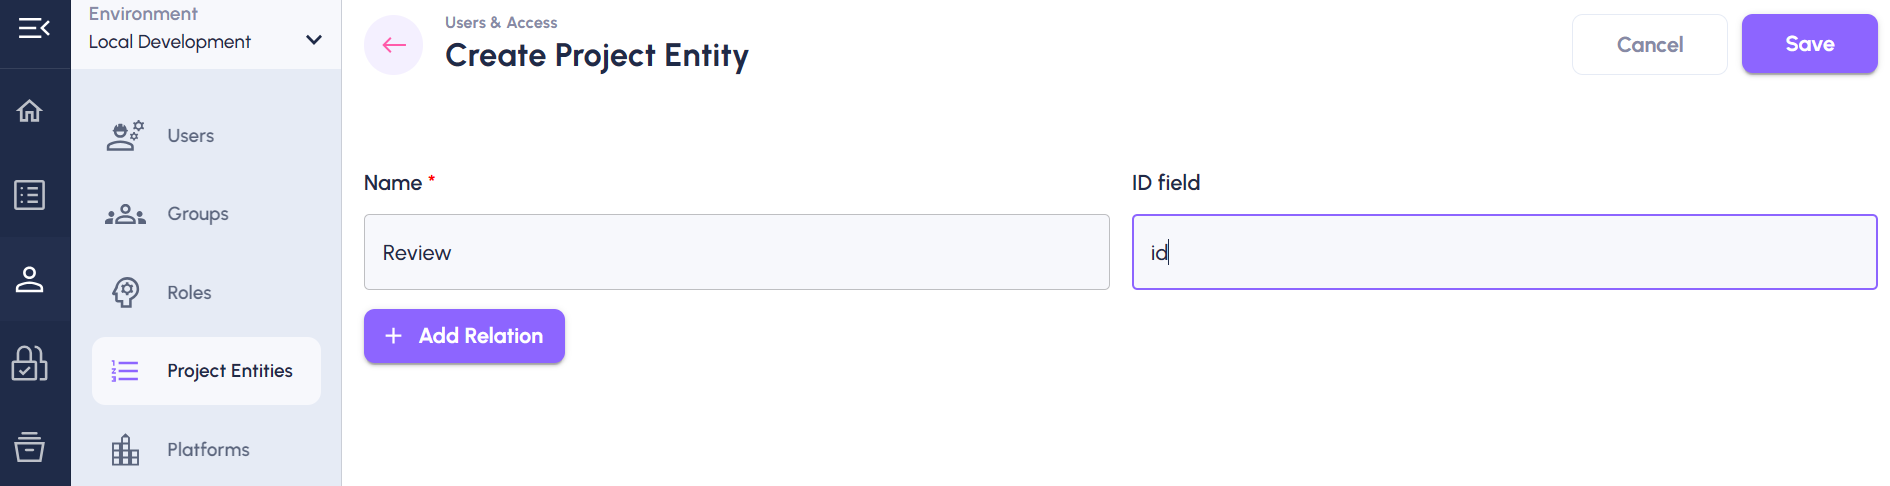 Environment
Local Development
Users
Groups
Roles
Project Entities
Platforms
Users & Access
Create Project Entity
Cancel
Save
Name *
Review
ID field
id
+ Add Relation